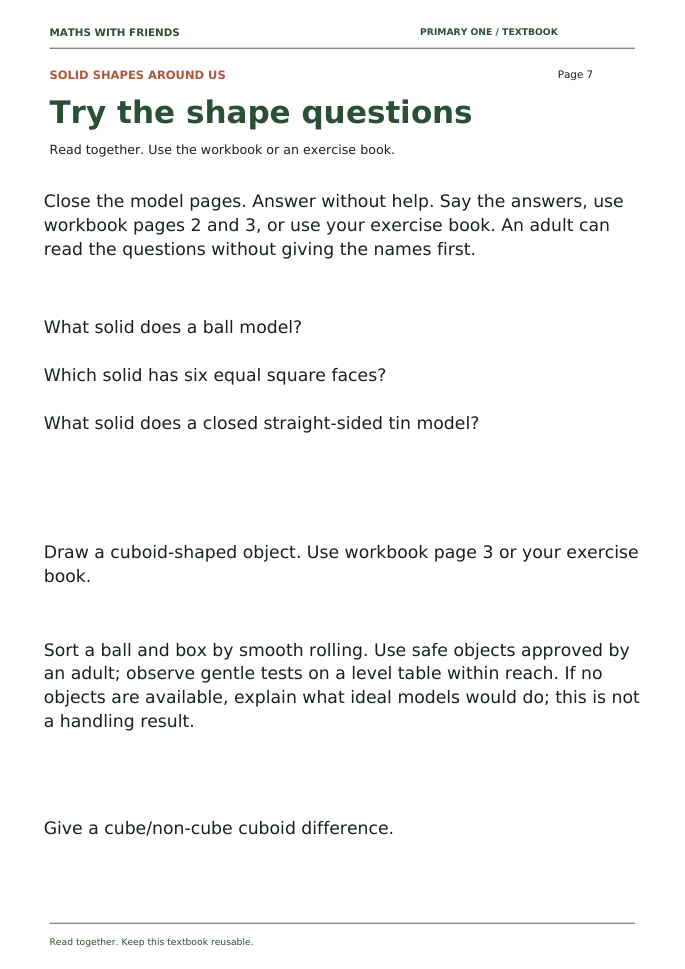 MATHS WITH FRIENDS
PRIMARY ONE / TEXTBOOK
SOLID SHAPES AROUND US
Page 7
Try the shape questions
Read together. Use the workbook or an exercise book.
Close the model pages. Answer without help. Say the answers, use
workbook pages 2 and 3, or use your exercise book. An adult can
read the questions without giving the names first.
What solid does a ball model?
Which solid has six equal square faces?
What solid does a closed straight-sided tin model?
Draw a cuboid-shaped object. Use workbook page 3 or your exercise
book.
Sort a ball and box by smooth rolling. Use safe objects approved by
an adult; observe gentle tests on a level table within reach. If no
objects are available, explain what ideal models would do; this is not
a handling result.
Give a cube/non-cube cuboid difference.
Read together. Keep this textbook reusable.